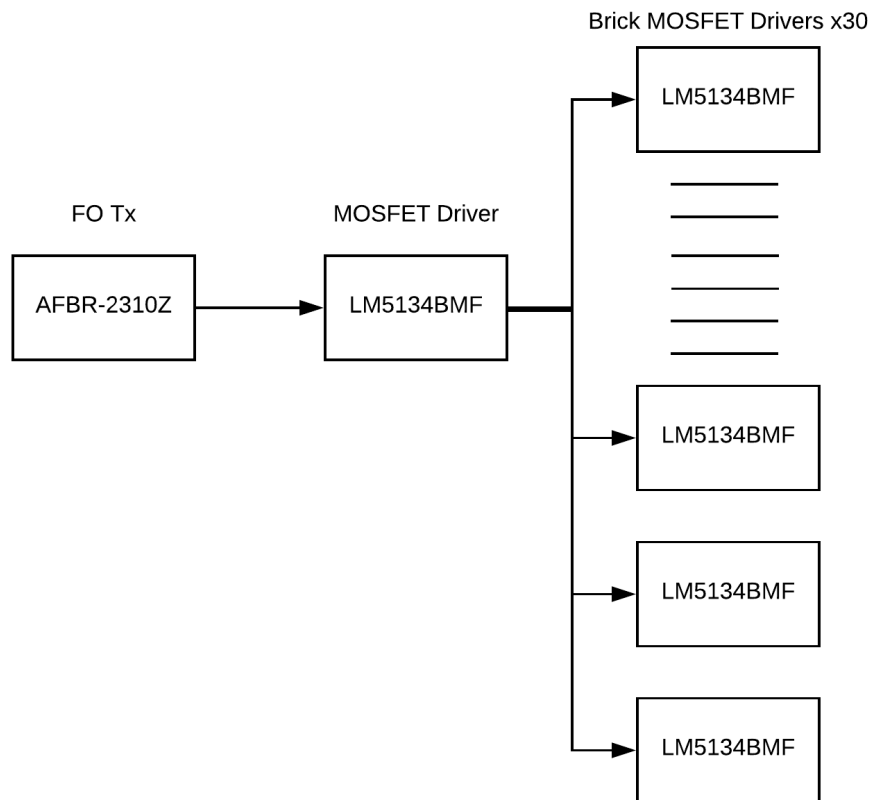 Brick MOSFET Drivers x30
LM5134BMF
FO Tx
MOSFET Driver
AFBR-2310Z
LM5134BMF
LM5134BMF
LM5134BMF
LM5134BMF